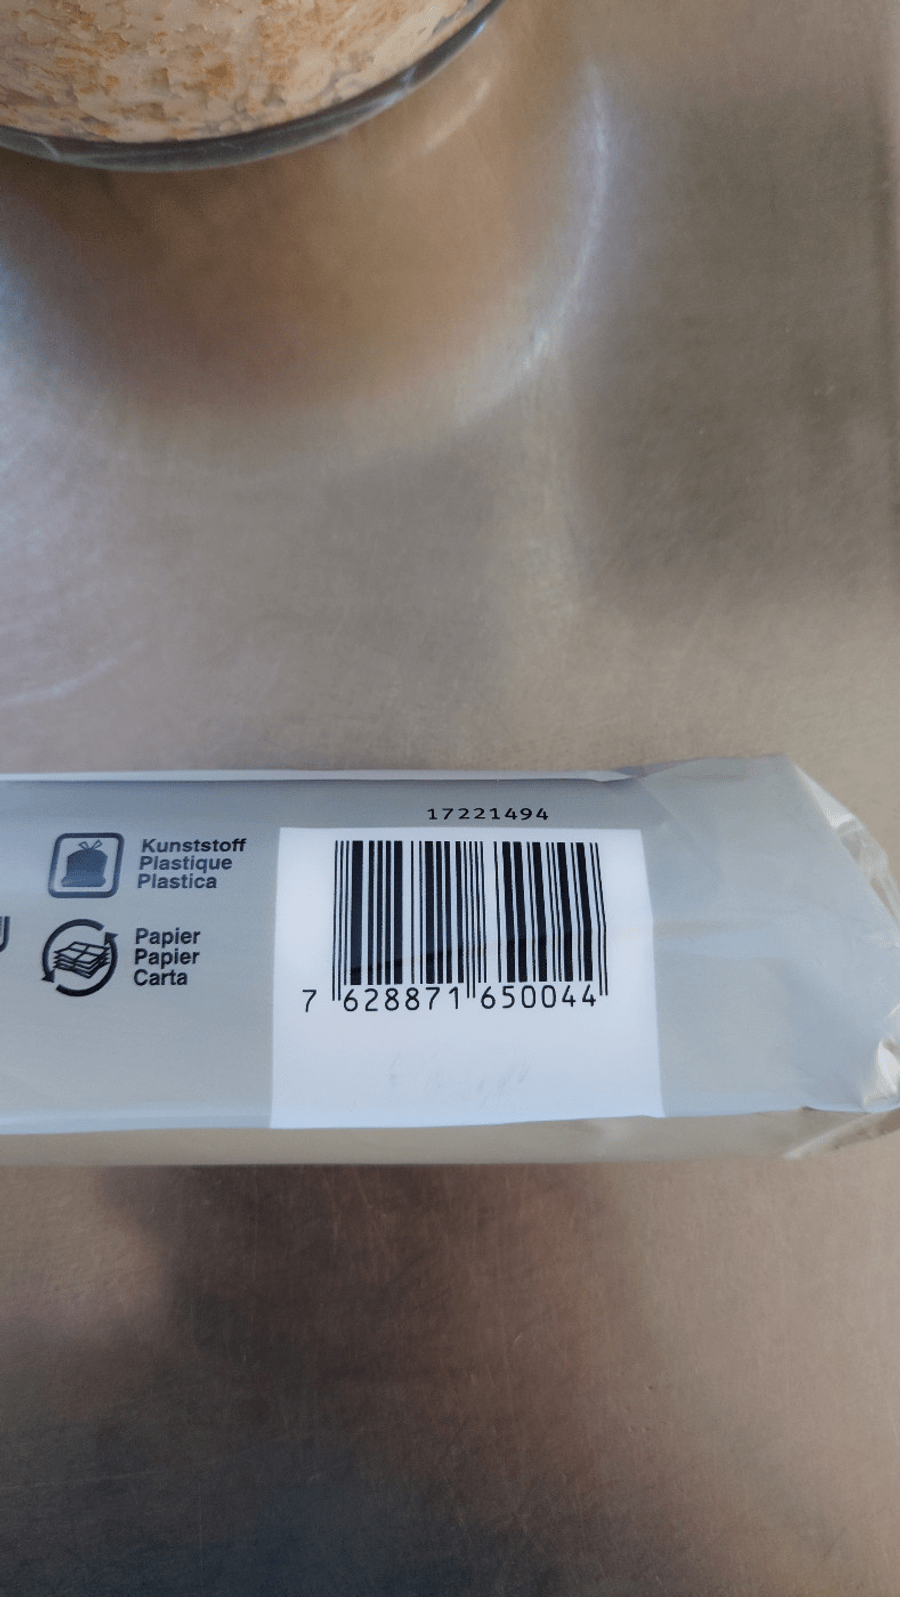 17221494
Kunststoff
Plastique
Plastica
Papier
Papier
Carta
7 628871 650044